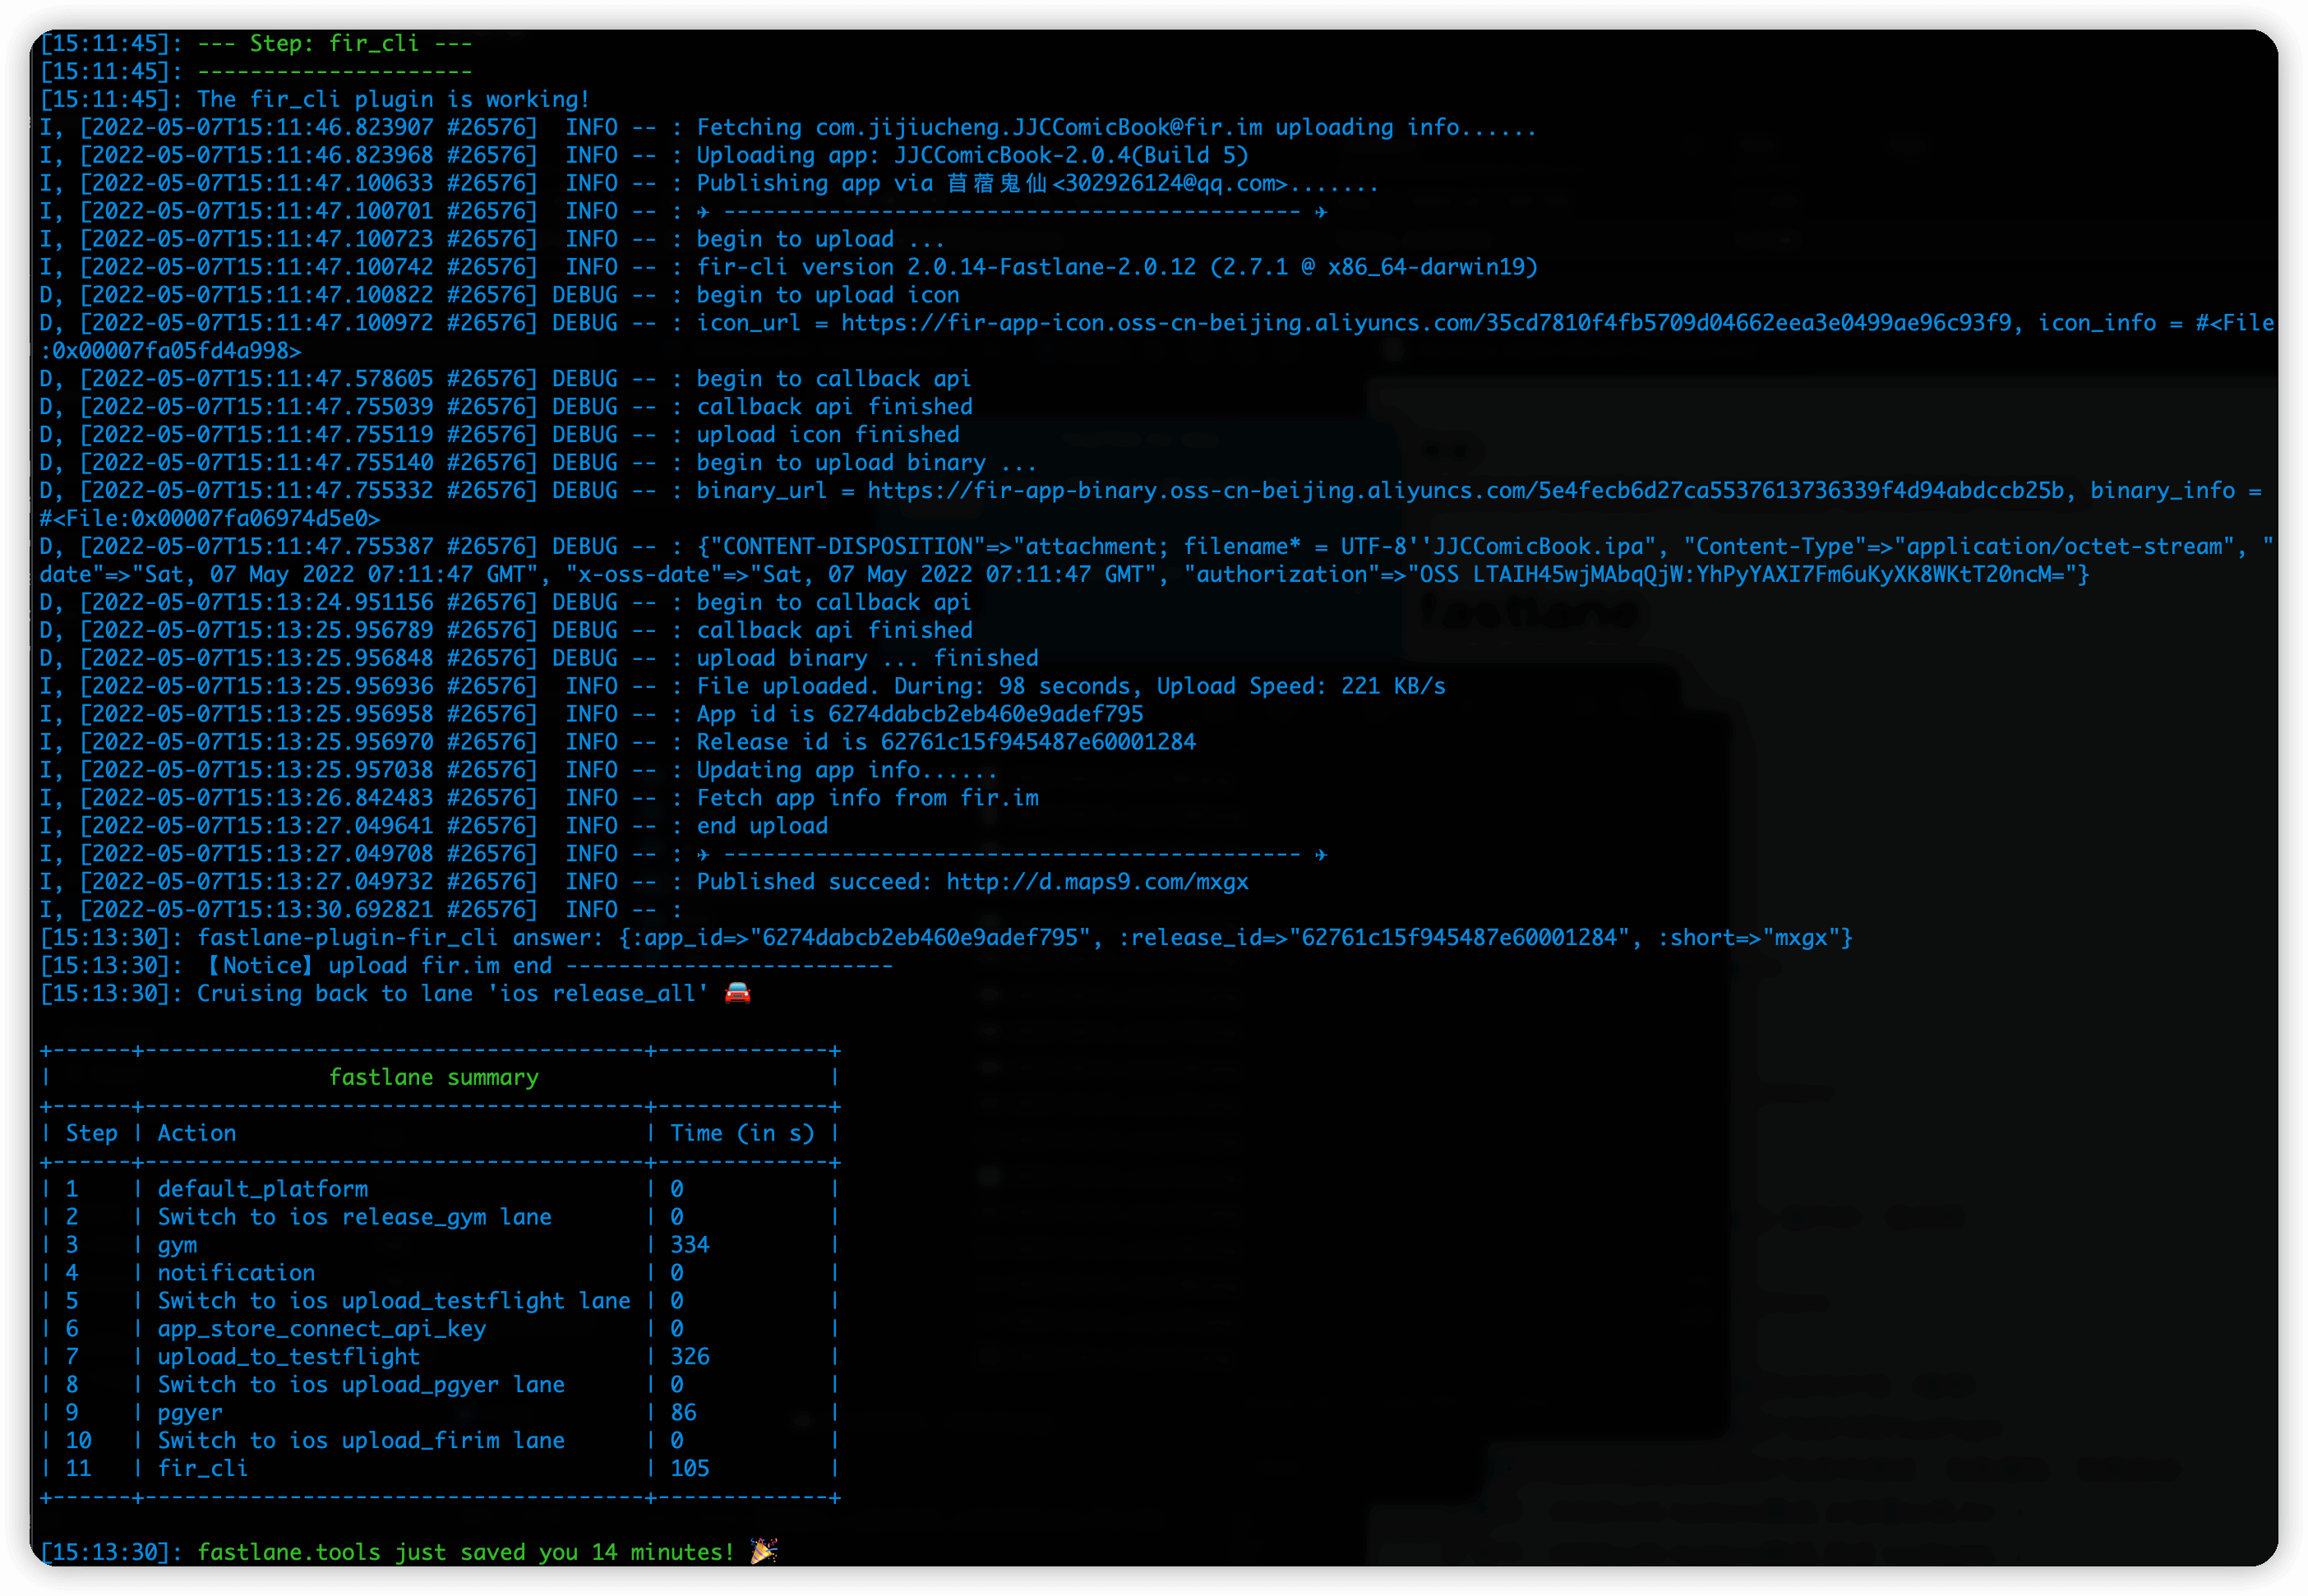 [15:11:45]: --- Step: fir_cli ---
[15:11:45]: ---------------------
[15:11:45]: The fir_cli plugin is working!
I, [2022-05-07T15:11:46.823907 #26576]  INFO -- : Fetching com.jijiucheng.JJCComicBook@fir.im uploading info......
I, [2022-05-07T15:11:46.823968 #26576]  INFO -- : Uploading app: JJCComicBook-2.0.4(Build 5)
I, [2022-05-07T15:11:47.100633 #26576]  INFO -- : Publishing app via 苜蓿鬼仙<302926124@qq.com>.......
I, [2022-05-07T15:11:47.100701 #26576]  INFO -- : ✈ -------------------------------------------- ✈
I, [2022-05-07T15:11:47.100723 #26576]  INFO -- : begin to upload ...
I, [2022-05-07T15:11:47.100742 #26576]  INFO -- : fir-cli version 2.0.14-Fastlane-2.0.12 (2.7.1 @ x86_64-darwin19)
D, [2022-05-07T15:11:47.100822 #26576] DEBUG -- : begin to upload icon
D, [2022-05-07T15:11:47.100972 #26576] DEBUG -- : icon_url = https://fir-app-icon.oss-cn-beijing.aliyuncs.com/35cd7810f4fb5709d04662eea3e0499ae96c93f9, icon_info = #<File
:0x00007fa05fd4a998>
D, [2022-05-07T15:11:47.578605 #26576] DEBUG -- : begin to callback api
D, [2022-05-07T15:11:47.755039 #26576] DEBUG -- : callback api finished
D, [2022-05-07T15:11:47.755119 #26576] DEBUG -- : upload icon finished
D, [2022-05-07T15:11:47.755140 #26576] DEBUG -- : begin to upload binary ...
D, [2022-05-07T15:11:47.755332 #26576] DEBUG -- : binary_url = https://fir-app-binary.oss-cn-beijing.aliyuncs.com/5e4fecb6d27ca5537613736339f4d94abdccb25b, binary_info =
#<File:0x00007fa06974d5e0>
D, [2022-05-07T15:11:47.755387 #26576] DEBUG -- : {"CONTENT-DISPOSITION"=>"attachment; filename* = UTF-8''JJCComicBook.ipa", "Content-Type"=>"application/octet-stream", "
date"=>"Sat, 07 May 2022 07:11:47 GMT", "x-oss-date"=>"Sat, 07 May 2022 07:11:47 GMT", "authorization"=>"OSS LTAIH45wjMAbqQjW:YhPyYAXI7Fm6uKyXK8WKtT20ncM="}
D, [2022-05-07T15:13:24.951156 #26576] DEBUG -- : begin to callback api
D, [2022-05-07T15:13:25.956789 #26576] DEBUG -- : callback api finished
D, [2022-05-07T15:13:25.956848 #26576] DEBUG -- : upload binary ... finished
I, [2022-05-07T15:13:25.956936 #26576]  INFO -- : File uploaded. During: 98 seconds, Upload Speed: 221 KB/s
I, [2022-05-07T15:13:25.956958 #26576]  INFO -- : App id is 6274dabcb2eb460e9adef795
I, [2022-05-07T15:13:25.956970 #26576]  INFO -- : Release id is 62761c15f945487e60001284
I, [2022-05-07T15:13:25.957038 #26576]  INFO -- : Updating app info......
I, [2022-05-07T15:13:26.842483 #26576]  INFO -- : Fetch app info from fir.im
I, [2022-05-07T15:13:27.049641 #26576]  INFO -- : end upload
I, [2022-05-07T15:13:27.049708 #26576]  INFO -- : ✈ -------------------------------------------- ✈
I, [2022-05-07T15:13:27.049732 #26576]  INFO -- : Published succeed: http://d.maps9.com/mxgx
I, [2022-05-07T15:13:30.692821 #26576]  INFO -- :
[15:13:30]: fastlane-plugin-fir_cli answer: {:app_id=>"6274dabcb2eb460e9adef795", :release_id=>"62761c15f945487e60001284", :short=>"mxgx"}
[15:13:30]: 【Notice】upload fir.im end -------------------------
[15:13:30]: Cruising back to lane 'ios release_all' 🚘
+------+--------------------------------------+-------------+
|                     fastlane summary                      |
+------+--------------------------------------+-------------+
| Step | Action                               | Time (in s) |
+------+--------------------------------------+-------------+
| 1    | default_platform                     | 0           |
| 2    | Switch to ios release_gym lane       | 0           |
| 3    | gym                                  | 334         |
| 4    | notification                         | 0           |
| 5    | Switch to ios upload_testflight lane | 0           |
| 6    | app_store_connect_api_key            | 0           |
| 7    | upload_to_testflight                 | 326         |
| 8    | Switch to ios upload_pgyer lane      | 0           |
| 9    | pgyer                                | 86          |
| 10   | Switch to ios upload_firim lane      | 0           |
| 11   | fir_cli                              | 105         |
+------+--------------------------------------+-------------+
[15:13:30]: fastlane.tools just saved you 14 minutes! 🎉